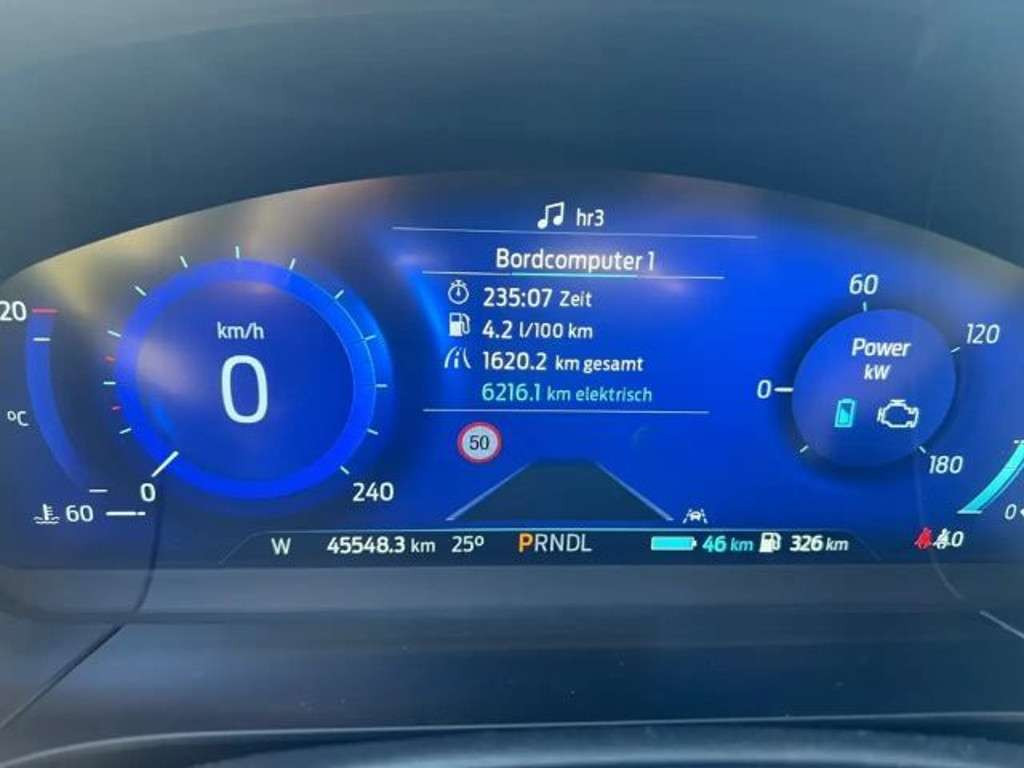 hr3
Bordcomputer 1
235:07 Zeit
4.2 l/100 km
1620.2 km gesamt
6216.1 km elektrisch
50
20
°C
60
km/h
0
0
240
Power
kW
0
60
120
180
0
W 45548.3 km 25° PRNDL 46 km 326 km